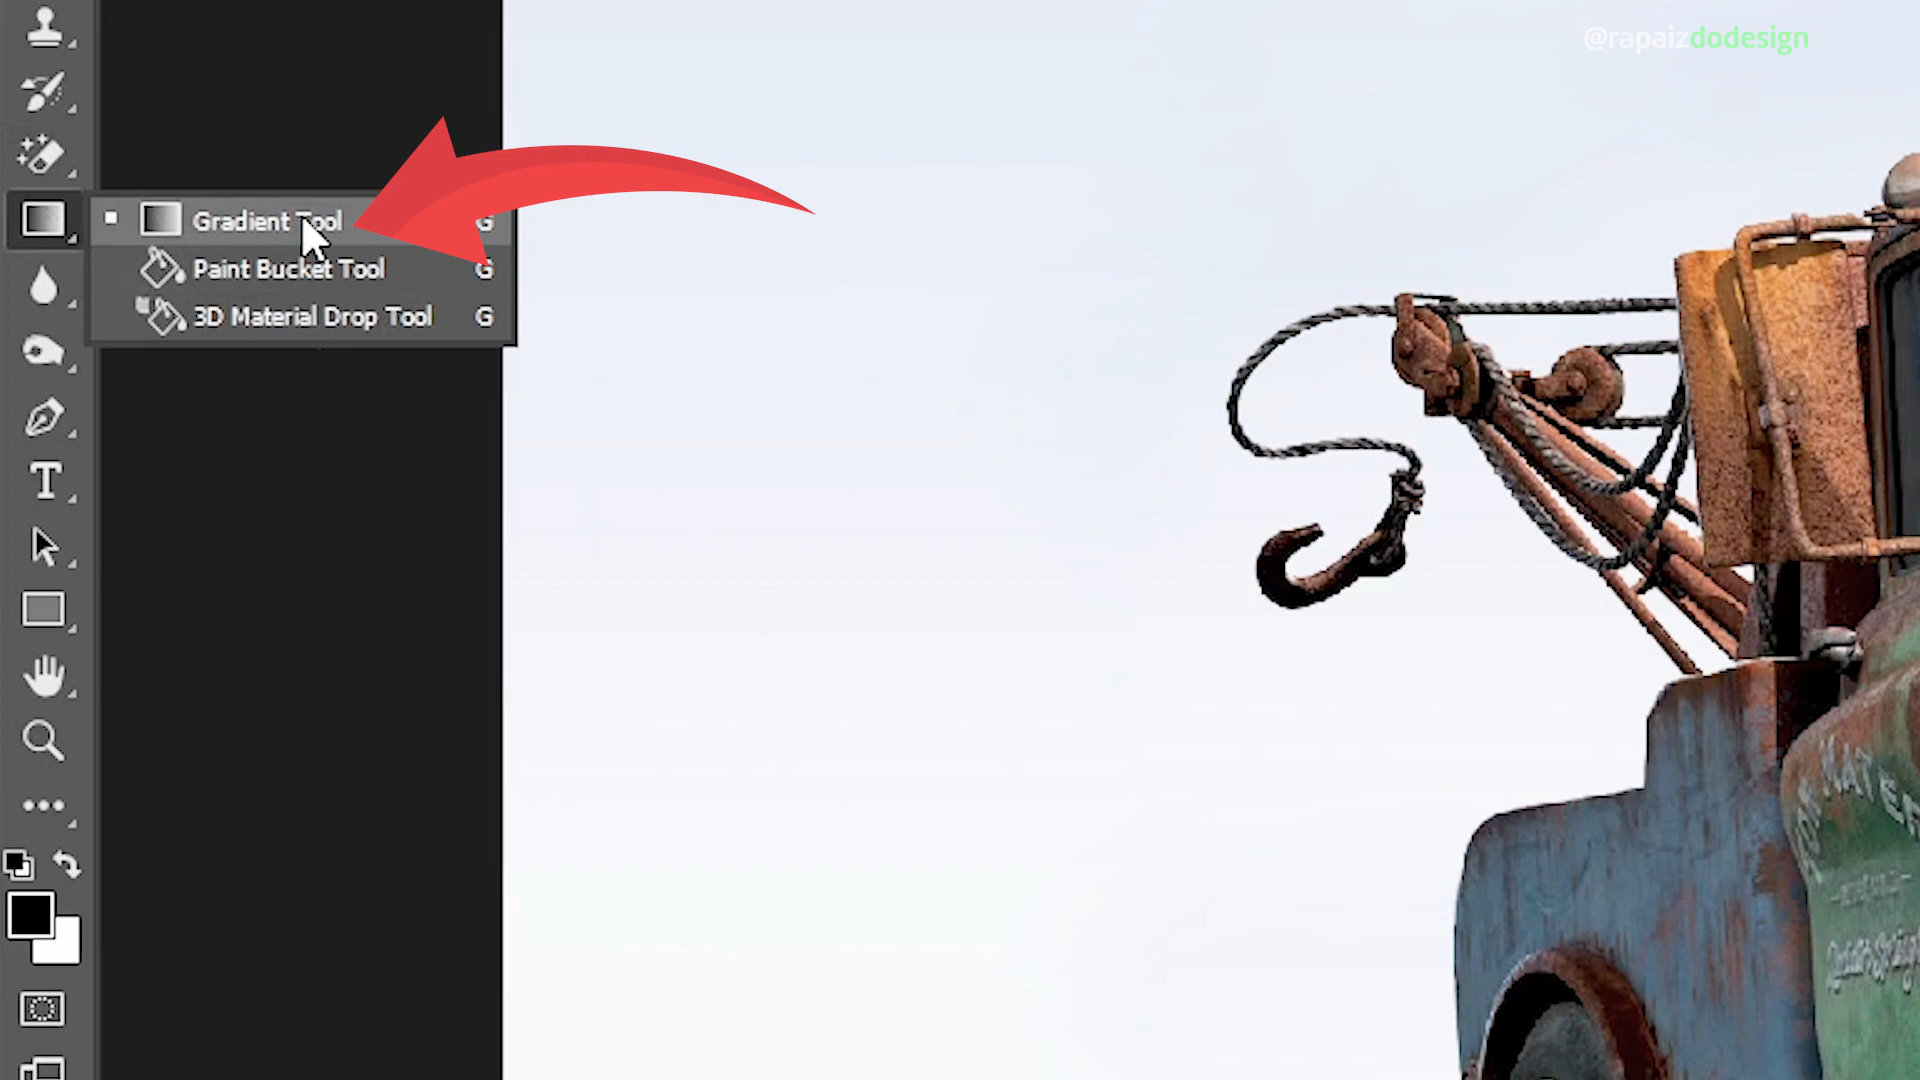 @rapaizdodesign
Gradient Tool G
Paint Bucket Tool G
3D Material Drop Tool G
T